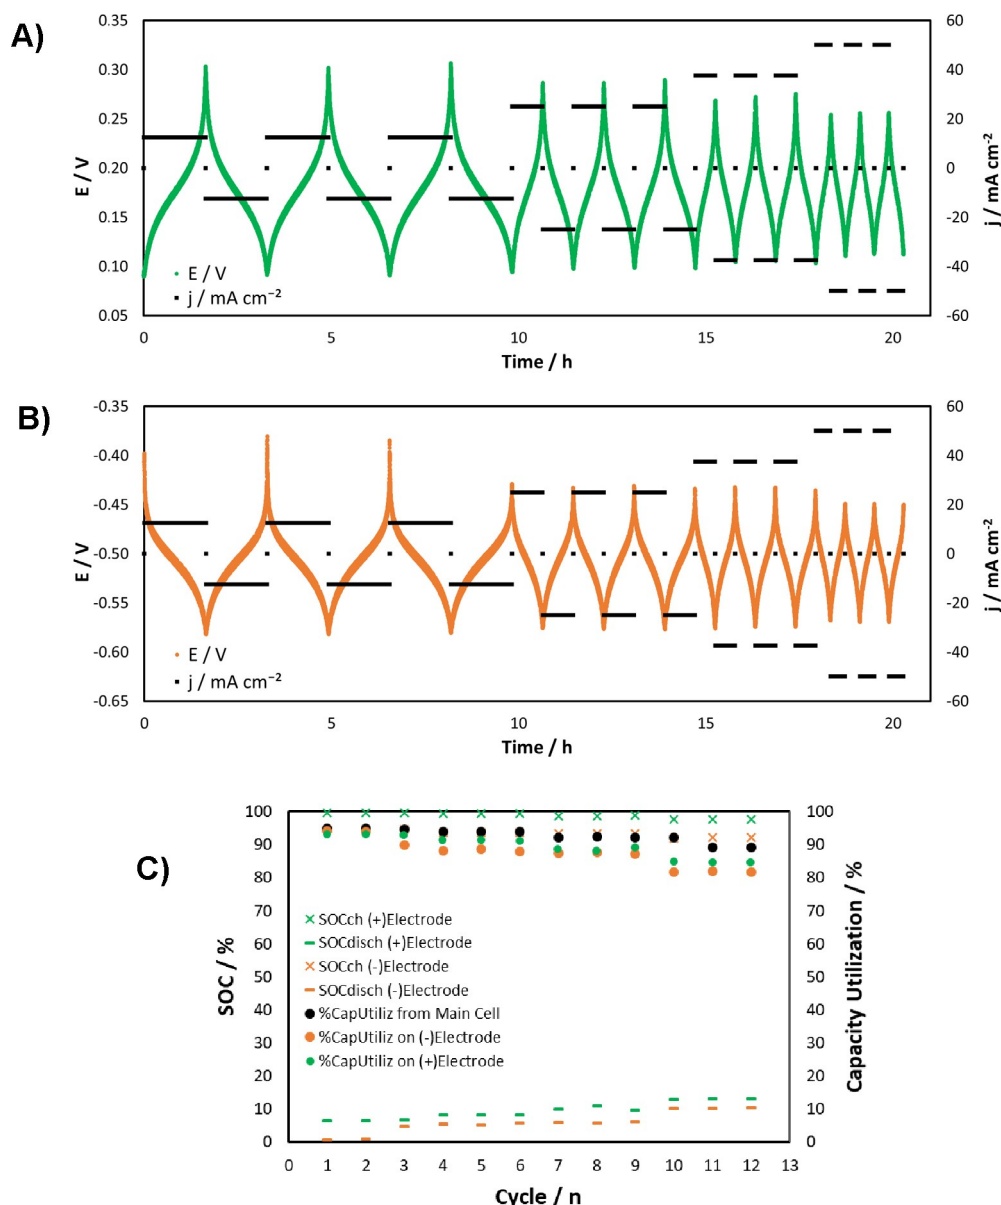 A)
0.35
0.30
0.25
0.20
0.15
0.10
0.05
E / V
60
40
20
0
-20
-40
-60
j / mA cm⁻²
E / V
j / mA cm⁻²
0 5 10 15 20
Time / h
B)
-0.35
-0.40
-0.45
-0.50
-0.55
-0.60
-0.65
E / V
60
40
20
0
-20
-40
-60
j / mA cm⁻²
E / V
j / mA cm⁻²
0 5 10 15 20
Time / h
C)
100
90
80
70
60
50
40
30
20
10
0
SOC / %
SOCch (+)Electrode
SOCdisch (+)Electrode
SOCch (-)Electrode
SOCdisch (-)Electrode
%CapUtiliz from Main Cell
%CapUtiliz on (-)Electrode
%CapUtiliz on (+)Electrode
100
90
80
70
60
50
40
30
20
10
0
Capacity Utilization / %
0 1 2 3 4 5 6 7 8 9 10 11 12 13
Cycle / n